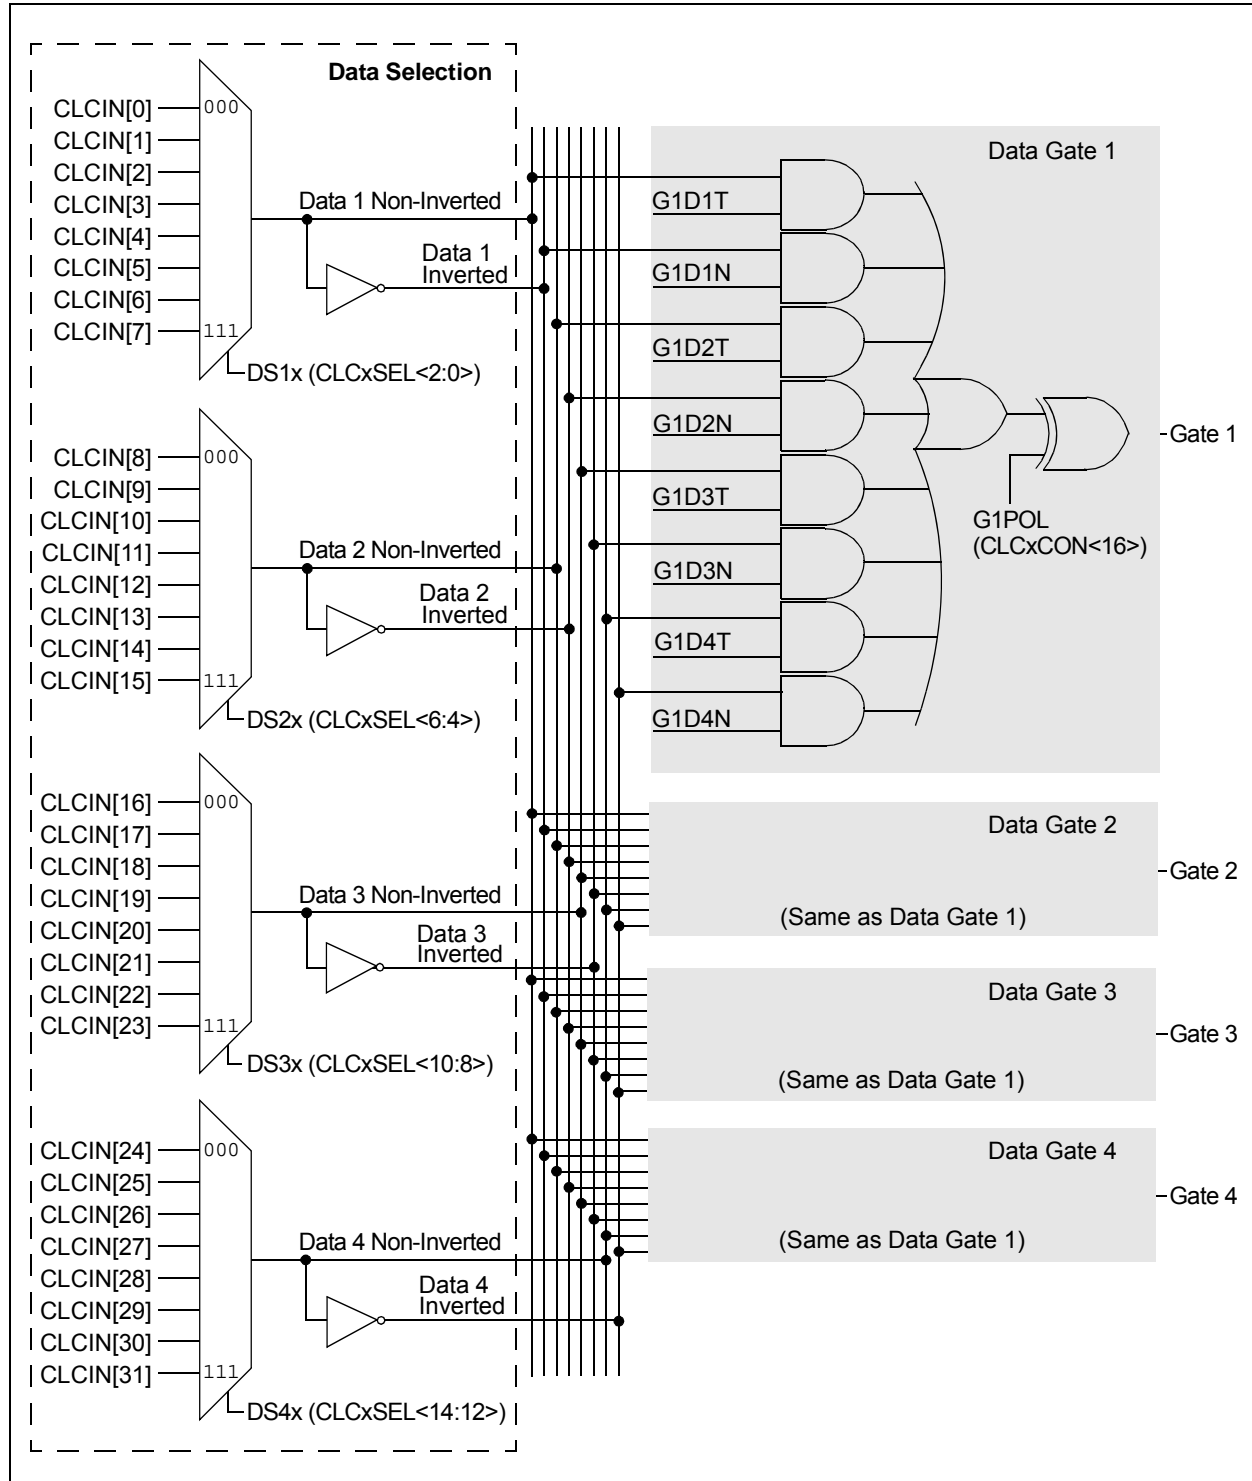 Data Selection
CLCIN[0]
000
CLCIN[1]
CLCIN[2]
CLCIN[3]
CLCIN[4]
CLCIN[5]
CLCIN[6]
CLCIN[7]
111
DS1x (CLCxSEL<2:0>)
Data 1 Non-Inverted
Data 1
Inverted
CLCIN[8]
000
CLCIN[9]
CLCIN[10]
CLCIN[11]
CLCIN[12]
CLCIN[13]
CLCIN[14]
CLCIN[15]
111
DS2x (CLCxSEL<6:4>)
Data 2 Non-Inverted
Data 2
Inverted
CLCIN[16]
000
CLCIN[17]
CLCIN[18]
CLCIN[19]
CLCIN[20]
CLCIN[21]
CLCIN[22]
CLCIN[23]
111
DS3x (CLCxSEL<10:8>)
Data 3 Non-Inverted
Data 3
Inverted
CLCIN[24]
000
CLCIN[25]
CLCIN[26]
CLCIN[27]
CLCIN[28]
CLCIN[29]
CLCIN[30]
CLCIN[31]
111
DS4x (CLCxSEL<14:12>)
Data 4 Non-Inverted
Data 4
Inverted
Data Gate 1
G1D1T
G1D1N
G1D2T
G1D2N
G1D3T
G1D3N
G1D4T
G1D4N
G1POL
(CLCxCON<16>)
Gate 1
Data Gate 2
(Same as Data Gate 1)
Gate 2
Data Gate 3
(Same as Data Gate 1)
Gate 3
Data Gate 4
(Same as Data Gate 1)
Gate 4